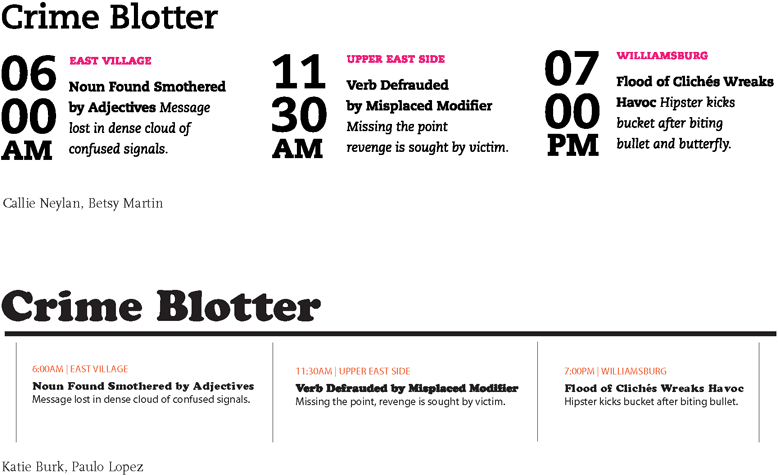 Crime Blotter
06
00
AM
EAST VILLAGE
Noun Found Smothered
by Adjectives Message
lost in dense cloud of
confused signals.
11
30
AM
UPPER EAST SIDE
Verb Defrauded
by Misplaced Modifier
Missing the point
revenge is sought by victim.
07
00
PM
WILLIAMSBURG
Flood of Clichés Wreaks
Havoc Hipster kicks
bucket after biting
bullet and butterfly.
Callie Neylan, Betsy Martin
Crime Blotter
6:00AM | EAST VILLAGE
Noun Found Smothered by Adjectives
Message lost in dense cloud of confused signals.
11:30AM | UPPER EAST SIDE
Verb Defrauded by Misplaced Modifier
Missing the point, revenge is sought by victim.
7:00PM | WILLIAMSBURG
Flood of Clichés Wreaks Havoc
Hipster kicks bucket after biting bullet.
Katie Burk, Paulo Lopez